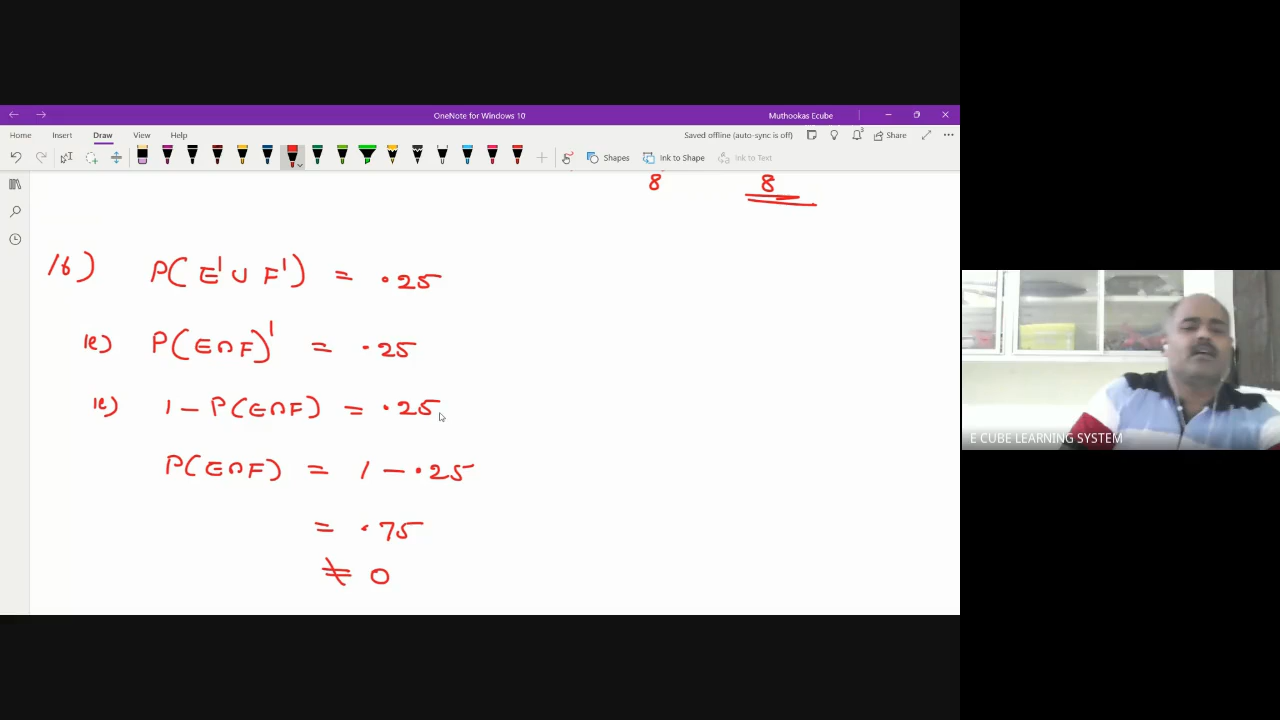 OneNote for Windows 10
Muthookas Ecube
Home Insert Draw View Help
Saved offline (auto-sync is off)
3
Share
Shapes
Ink to Shape
Ink to Text
8 8
16) P(E' ∪ F') = .25
ie) P(E∩F)' = .25
ie) 1 - P(E∩F) = .25
P(E∩F) = 1 - .25
= .75
≠ 0
E CUBE LEARNING SYSTEM